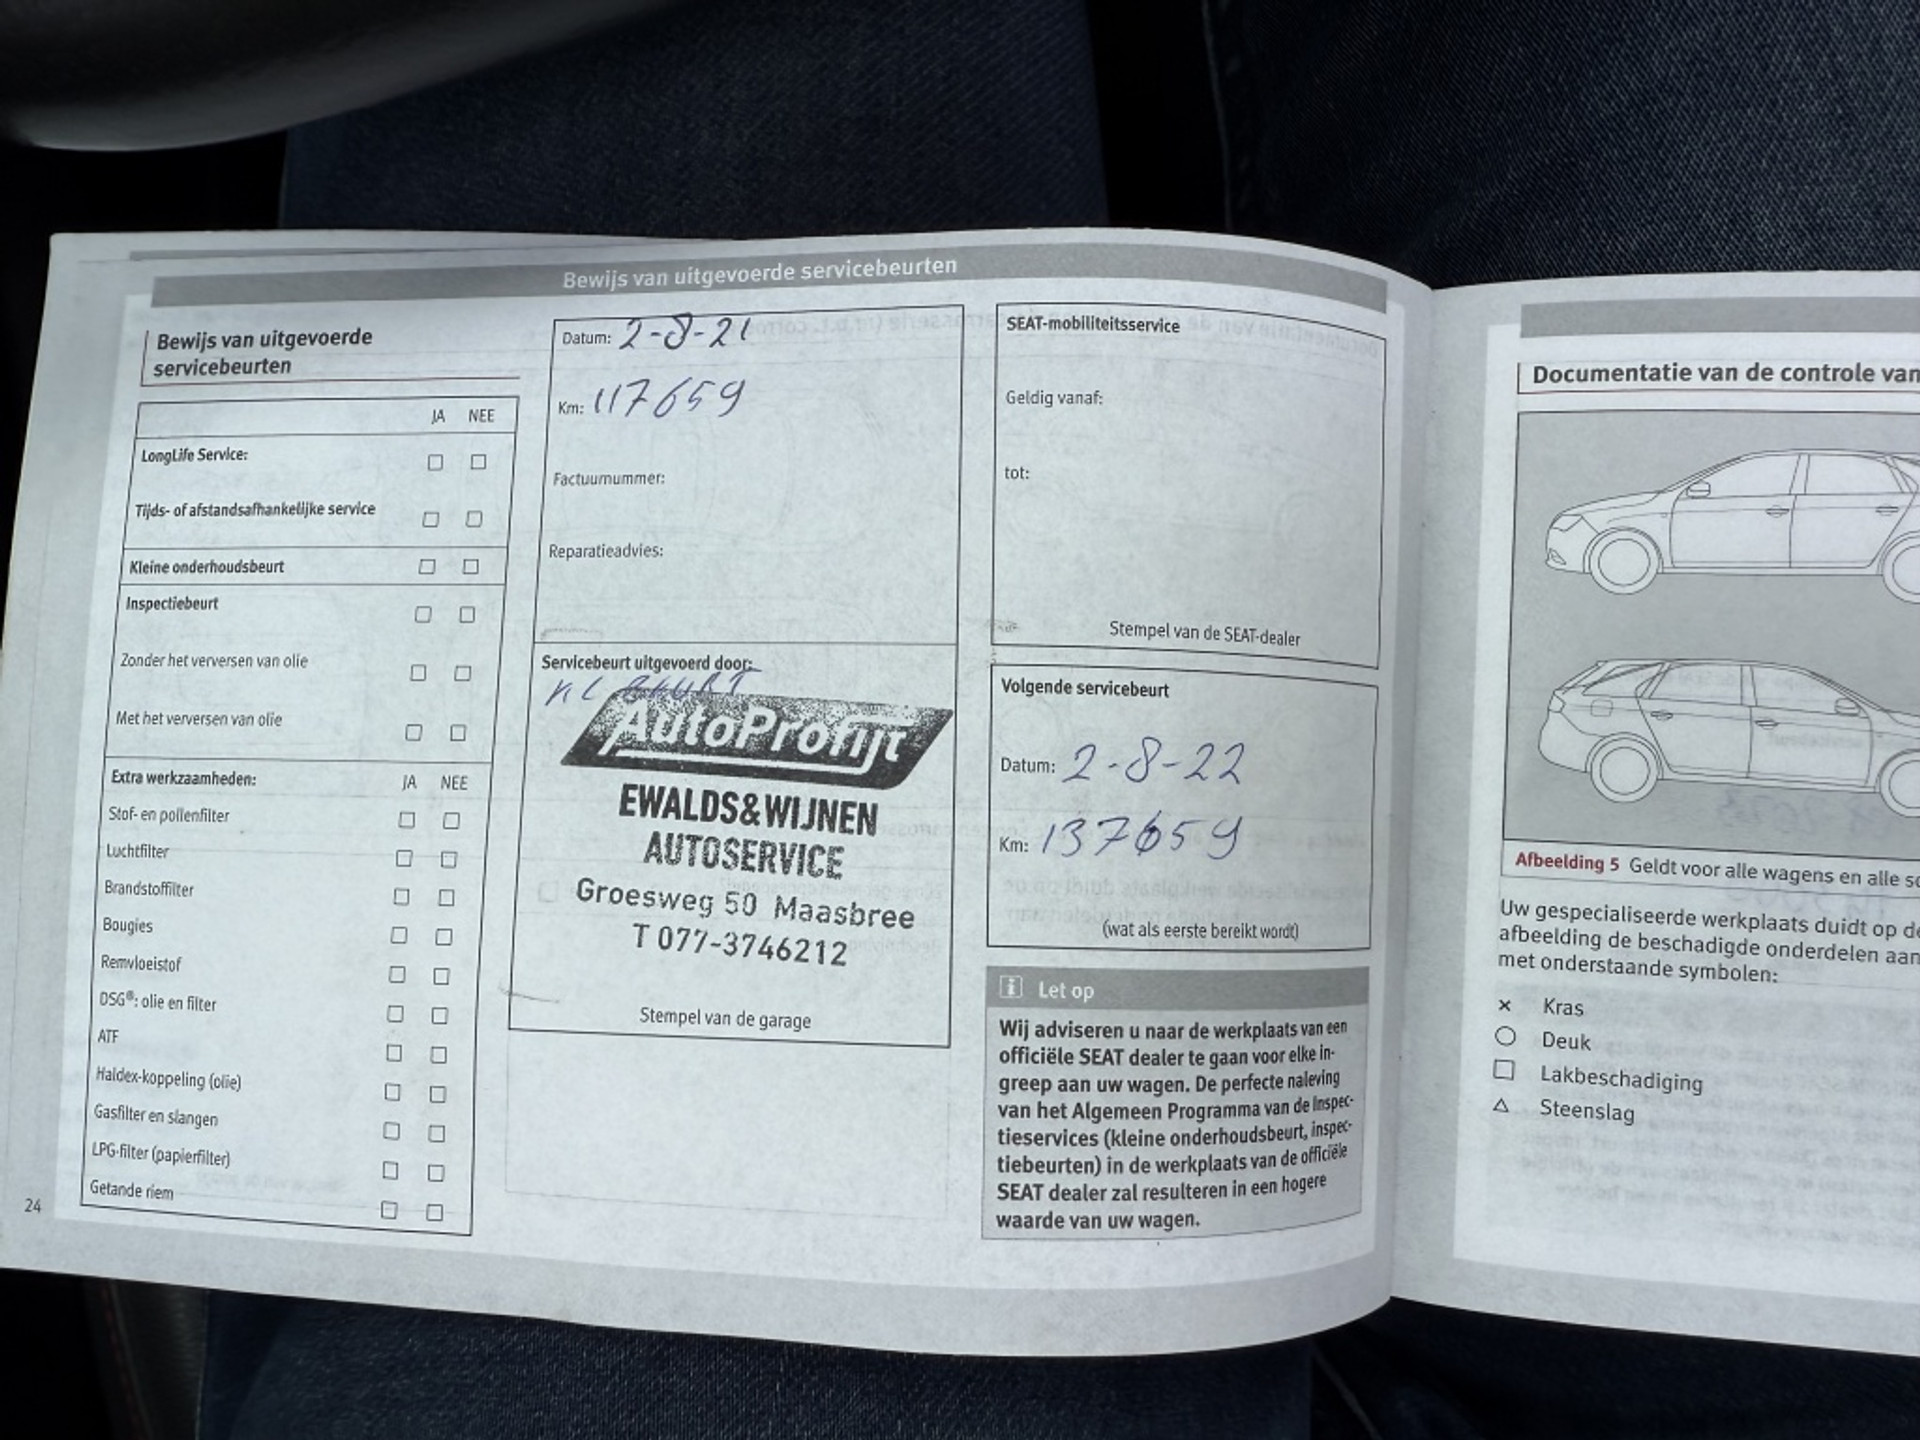 Bewijs van uitgevoerde servicebeurten
Bewijs van uitgevoerde
servicebeurten
JA NEE
LongLife Service:
Tijds- of afstandsafhankelijke service
Kleine onderhoudsbeurt
Inspectiebeurt
Zonder het verversen van olie
Met het verversen van olie
Extra werkzaamheden: JA NEE
Stof- en pollenfilter
Luchtfilter
Brandstoffilter
Bougies
Remvloeistof
DSG®: olie en filter
ATF
Haldex-koppeling (olie)
Gasfilter en slangen
LPG-filter (papierfilter)
Getande riem
24
Datum: 2-8-21
Km: 117659
Factuurnummer:
Reparatieadvies:
Servicebeurt uitgevoerd door:
KL BEURT
AutoProfijt
EWALDS&WIJNEN
AUTOSERVICE
Groesweg 50 Maasbree
T 077-3746212
Stempel van de garage
SEAT-mobiliteitsservice
Geldig vanaf:
tot:
Stempel van de SEAT-dealer
Volgende servicebeurt
Datum: 2-8-22
Km: 137659
(wat als eerste bereikt wordt)
i Let op
Wij adviseren u naar de werkplaats van een
officiële SEAT dealer te gaan voor elke in-
greep aan uw wagen. De perfecte naleving
van het Algemeen Programma van de Inspec-
tieservices (kleine onderhoudsbeurt, inspec-
tiebeurten) in de werkplaats van de officiële
SEAT dealer zal resulteren in een hogere
waarde van uw wagen.
Documentatie van de controle van
Afbeelding 5 Geldt voor alle wagens en alle
Uw gespecialiseerde werkplaats duidt op
afbeelding de beschadigde onderdelen aan
met onderstaande symbolen:
× Kras
○ Deuk
□ Lakbeschadiging
△ Steenslag